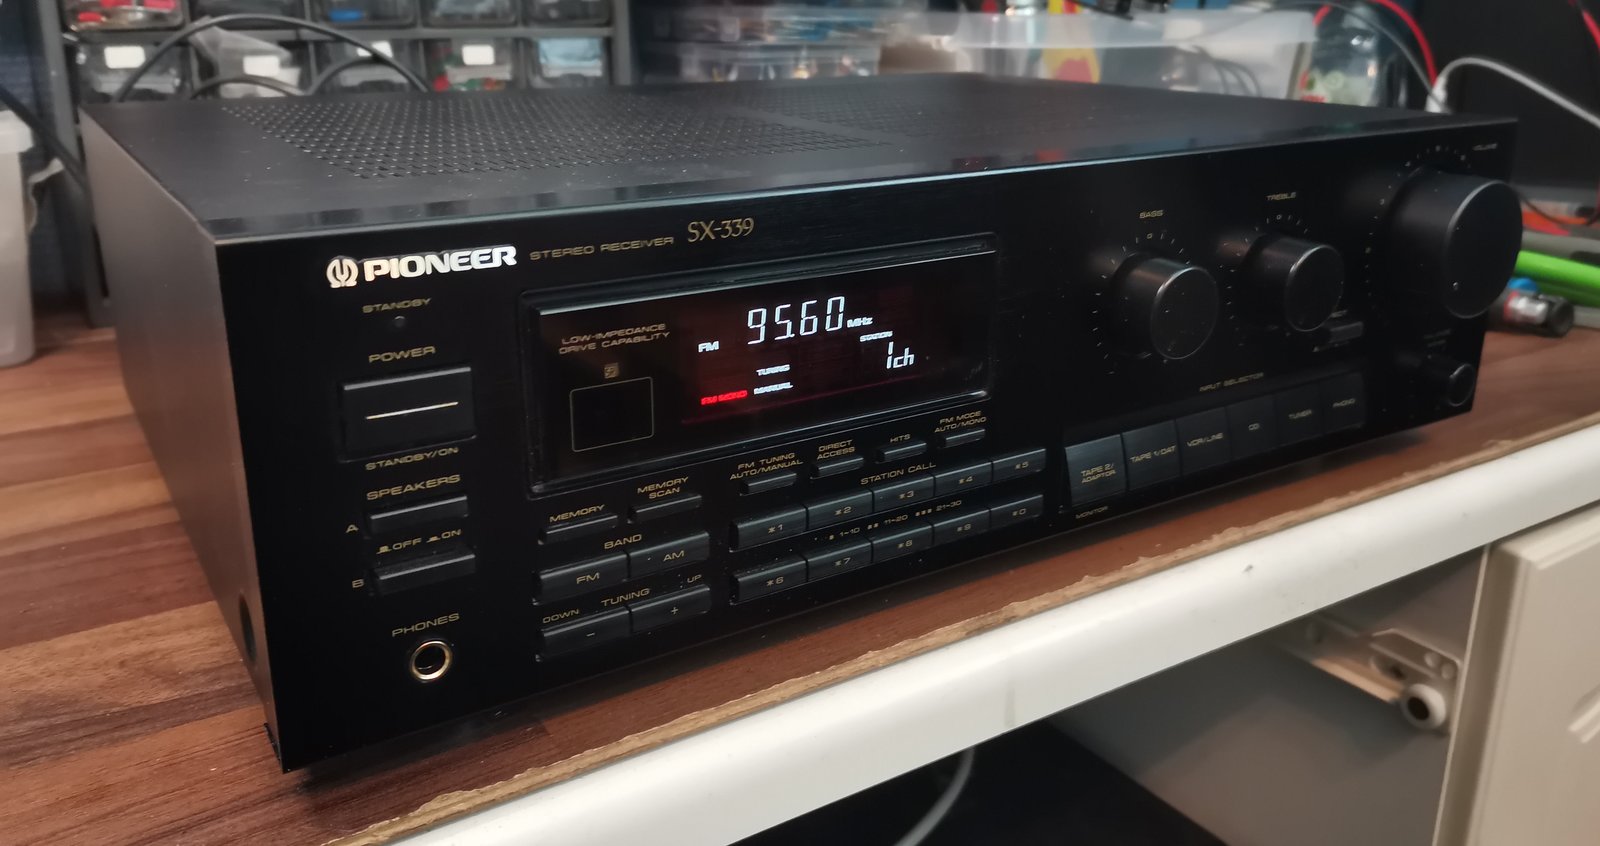 PIONEER STEREO RECEIVER SX-339
STANDBY
POWER
STANDBY/ON
SPEAKERS
A
OFF ON
B
PHONES
LOW-IMPEDANCE
DRIVE CAPABILITY
FM 95.60 MHz
STATION
1ch
TUNING
FM MONO MANUAL
MEMORY
MEMORY
SCAN
FM TUNING
AUTO/MANUAL
DIRECT
ACCESS
HITS
FM MODE
AUTO/MONO
BAND
FM
AM
DOWN TUNING UP
- +
STATION CALL
*1 *2 *3 *4 *5
* 1~10 ** 11~20 *** 21~30
*6 *7 *8 *9 *0
BASS
TREBLE
VOLUME
INPUT SELECTOR
TAPE 2/
ADAPTOR
TAPE 1/DAT
VCR/LINE
CD
TUNER
PHONO
MONITOR